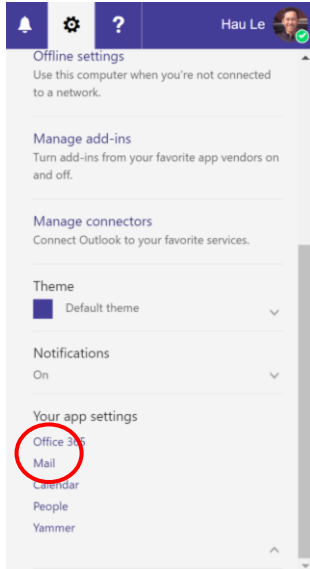 ?
Hau Le
Offline settings
Use this computer when you're not connected
to a network.
Manage add-ins
Turn add-ins from your favorite app vendors on
and off.
Manage connectors
Connect Outlook to your favorite services.
Theme
Default theme
Notifications
On
Your app settings
Office 365
Mail
Calendar
People
Yammer